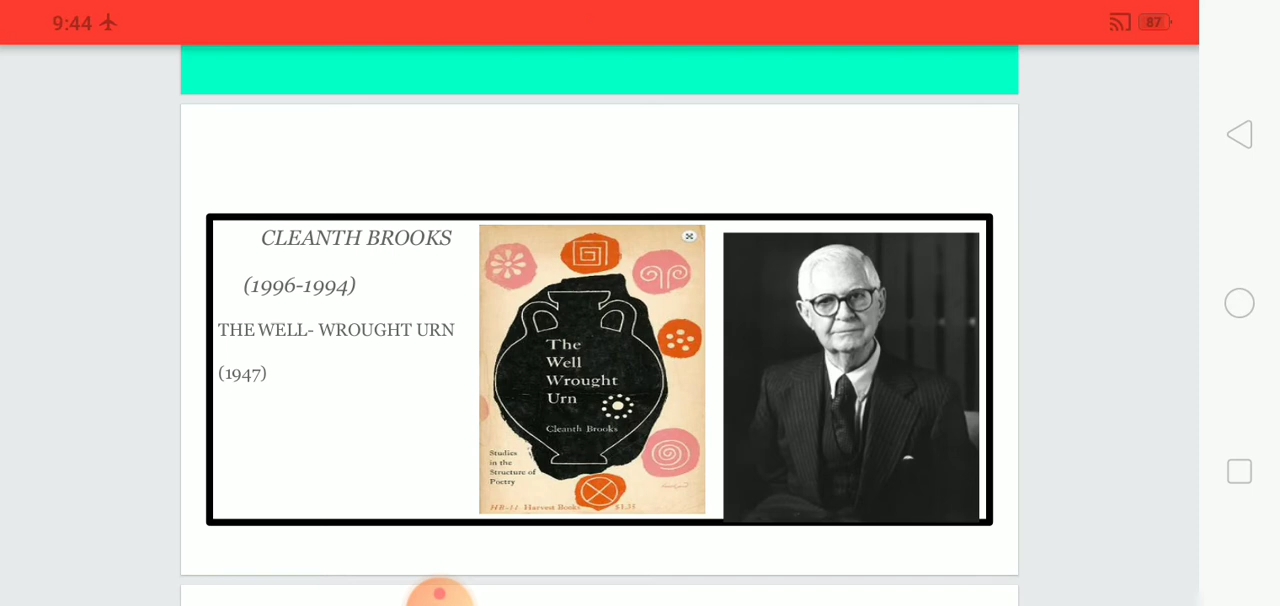 9:44
87
CLEANTH BROOKS
(1996-1994)
THE WELL- WROUGHT URN
(1947)
The
Well
Wrought
Urn
Cleanth Brooks
Studies
in the
Structure of
Poetry
HB-11 Harvest Books $1.35